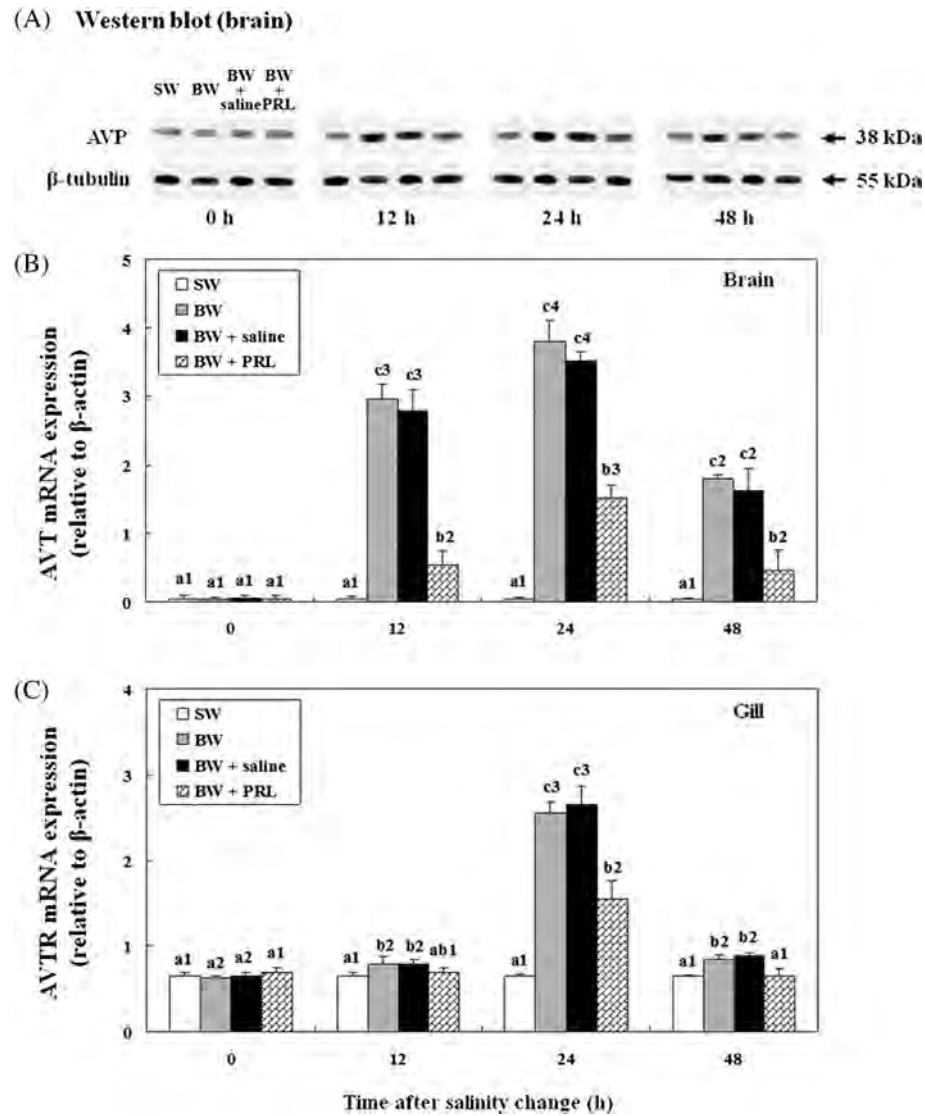 (A) Western blot (brain)
SW BW BW + saline BW + PRL
AVP
38 kDa
β-tubulin
55 kDa
0 h 12 h 24 h 48 h
(B)
Brain
SW
BW
BW + saline
BW + PRL
AVT mRNA expression
(relative to β-actin)
5
4
3
2
1
0
a1 a1 a1 a1
a1 c3 c3 b2
a1 c4 c4 b3
a1 c2 c2 b2
0 12 24 48
(C)
Gill
SW
BW
BW + saline
BW + PRL
AVTR mRNA expression
(relative to β-actin)
4
3
2
1
0
a1 a2 a2 a1
a1 b2 b2 ab1
a1 c3 c3 b2
a1 b2 b2 a1
0 12 24 48
Time after salinity change (h)